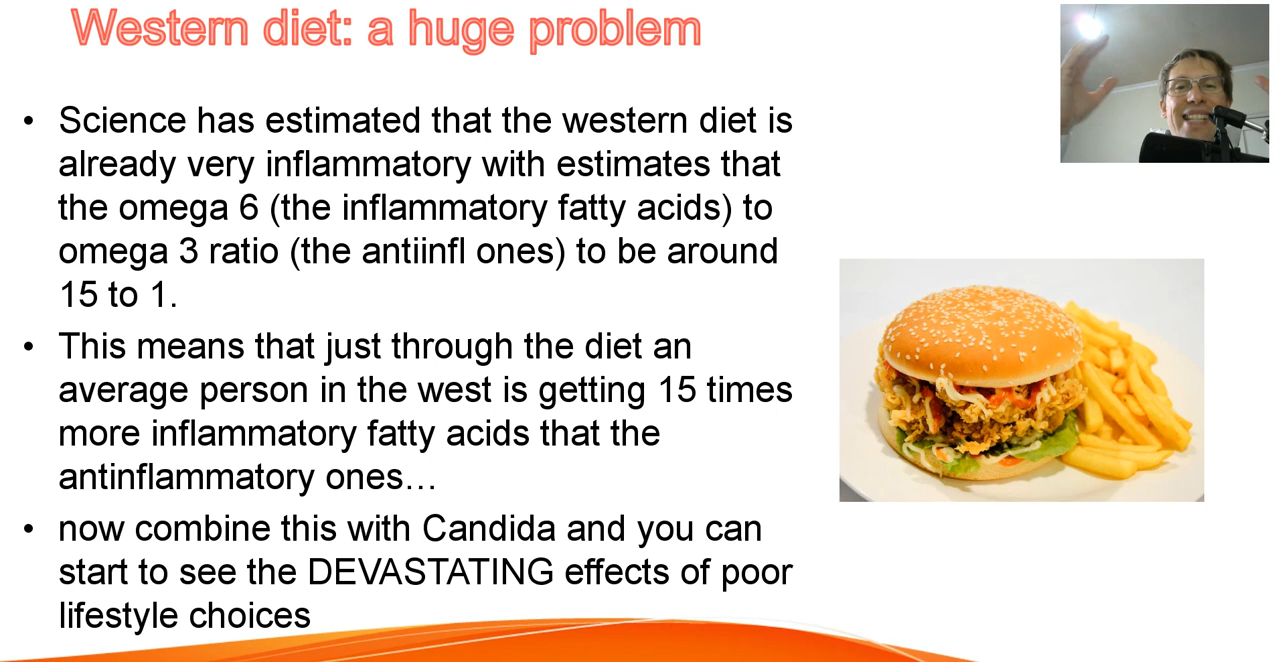 Western diet: a huge problem
• Science has estimated that the western diet is
already very inflammatory with estimates that
the omega 6 (the inflammatory fatty acids) to
omega 3 ratio (the antiinfl ones) to be around
15 to 1.
• This means that just through the diet an
average person in the west is getting 15 times
more inflammatory fatty acids that the
antinflammatory ones…
• now combine this with Candida and you can
start to see the DEVASTATING effects of poor
lifestyle choices